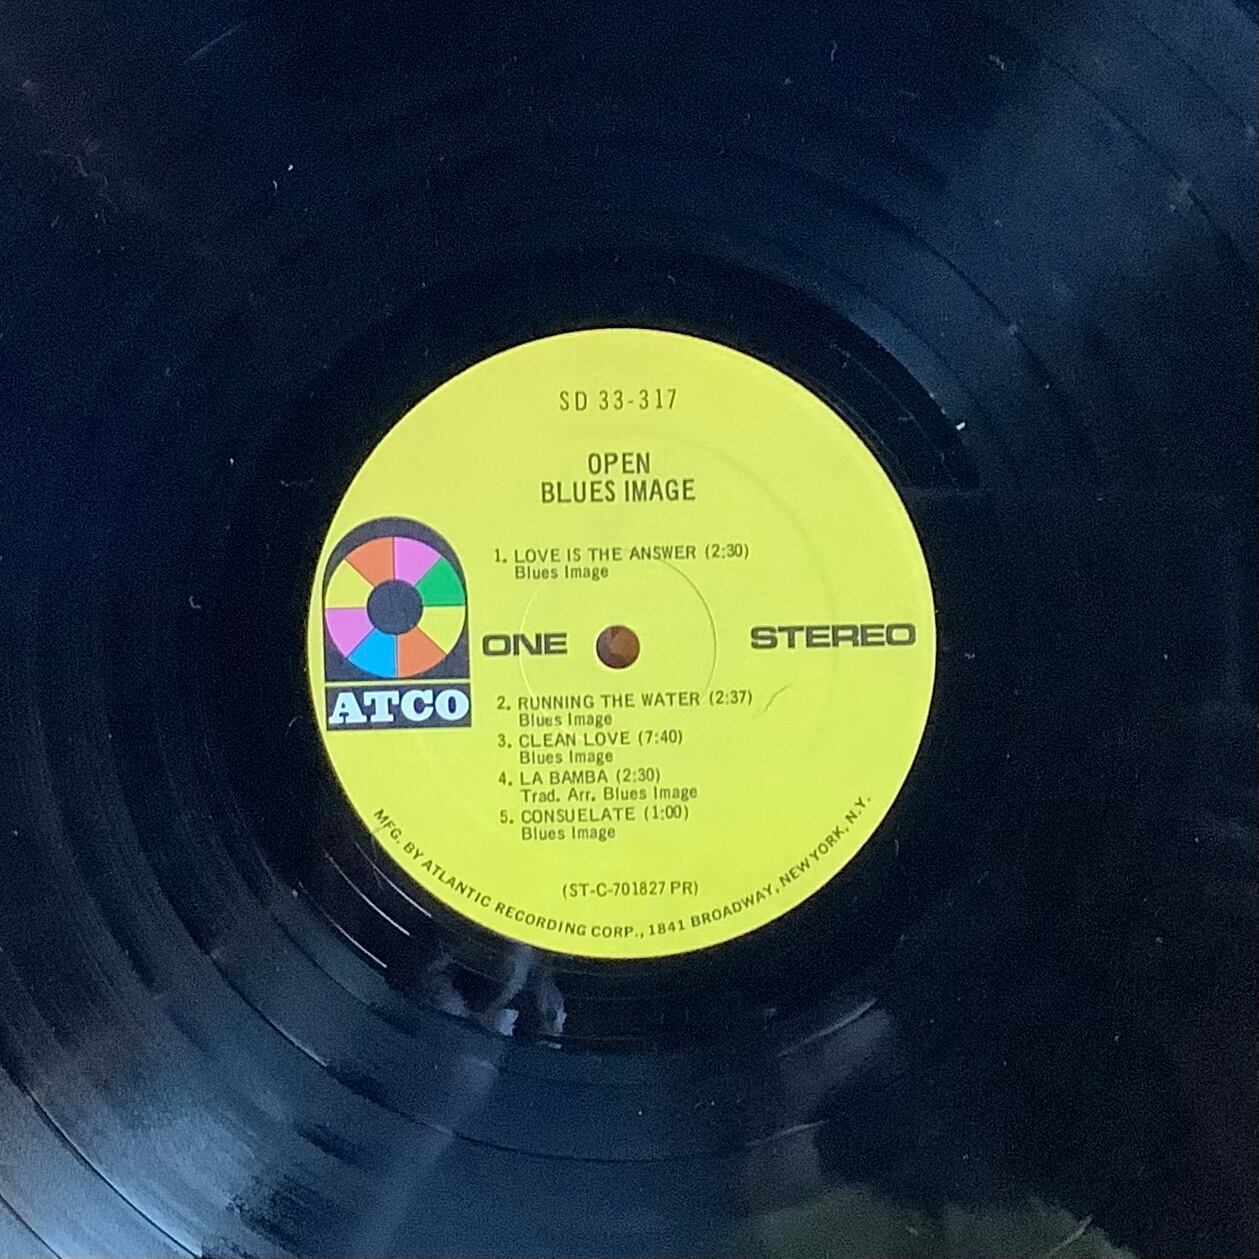 SD 33-317
OPEN
BLUES IMAGE
1. LOVE IS THE ANSWER (2:30)
Blues Image
ATCO
ONE
STEREO
2. RUNNING THE WATER (2:37)
Blues Image
3. CLEAN LOVE (7:40)
Blues Image
4. LA BAMBA (2:30)
Trad. Arr. Blues Image
5. CONSUELATE (1:00)
Blues Image
(ST-C-701827 PR)
MFG. BY ATLANTIC RECORDING CORP., 1841 BROADWAY, NEW YORK, N.Y.